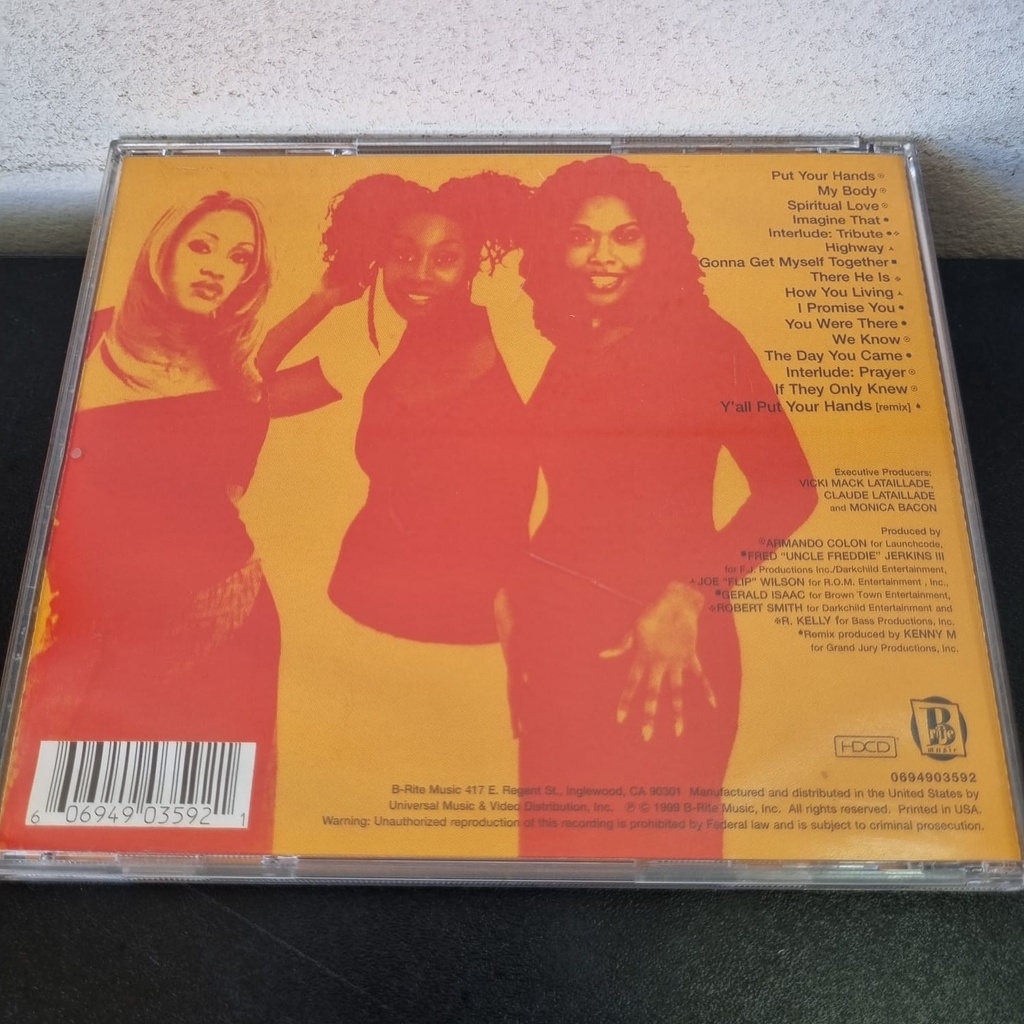 Put Your Hands
My Body
Spiritual Love
Imagine That
Interlude: Tribute
Highway
Gonna Get Myself Together
There He Is
How You Living
I Promise You
You Were There
We Know
The Day You Came
Interlude: Prayer
If They Only Knew
Y'all Put Your Hands [remix]
Executive Producers:
VICKI MACK LATAILLADE,
CLAUDE LATAILLADE
and MONICA BACON
Produced by
ARMANDO COLON for Launchcoda,
FRED "UNCLE FREDDIE" JERKINS III
for F.J. Productions Inc./Darkchild Entertainment,
JOE "FLIP" WILSON for R.O.M. Entertainment, Inc.,
GERALD ISAAC for Brown Town Entertainment,
ROBERT SMITH for Darkchild Entertainment and
R. KELLY for Bass Productions, Inc.
Remix produced by KENNY M
for Grand Jury Productions, Inc.
HDCD
B Rite music
0694903592
B-Rite Music 417 E. Regent St., Inglewood, CA 90301 Manufactured and distributed in the United States by
Universal Music & Video Distribution, Inc. ℗ © 1999 B-Rite Music, Inc. All rights reserved. Printed in USA.
Warning: Unauthorized reproduction of this recording is prohibited by Federal law and is subject to criminal prosecution.
6 06949 03592 1